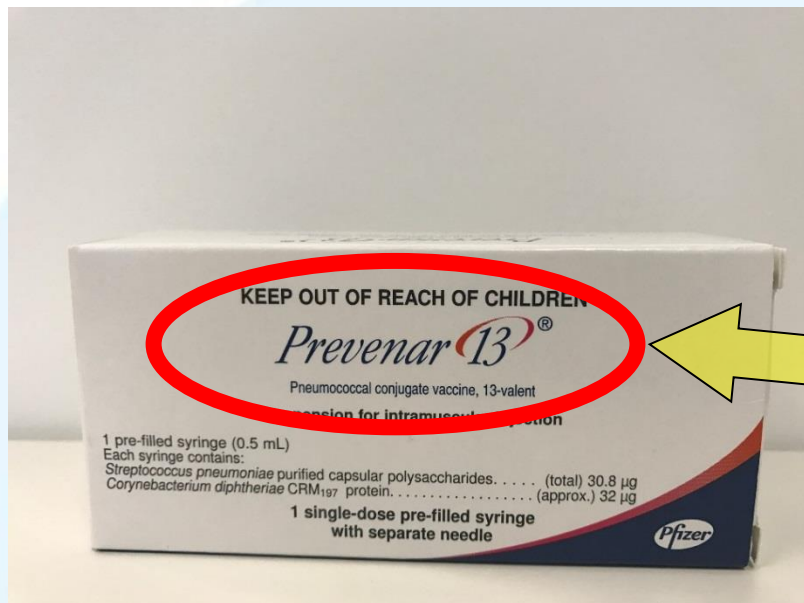 KEEP OUT OF REACH OF CHILDREN
Prevenar 13®
Pneumococcal conjugate vaccine, 13-valent
for intramuscular
1 pre-filled syringe (0.5 mL)
Each syringe contains:
Streptococcus pneumoniae purified capsular polysaccharides. . . . . (total) 30.8 µg
Corynebacterium diphtheriae CRM197 protein. . . . . . . . . . . . . . . . . . (approx.) 32 µg
1 single-dose pre-filled syringe
with separate needle
Pfizer